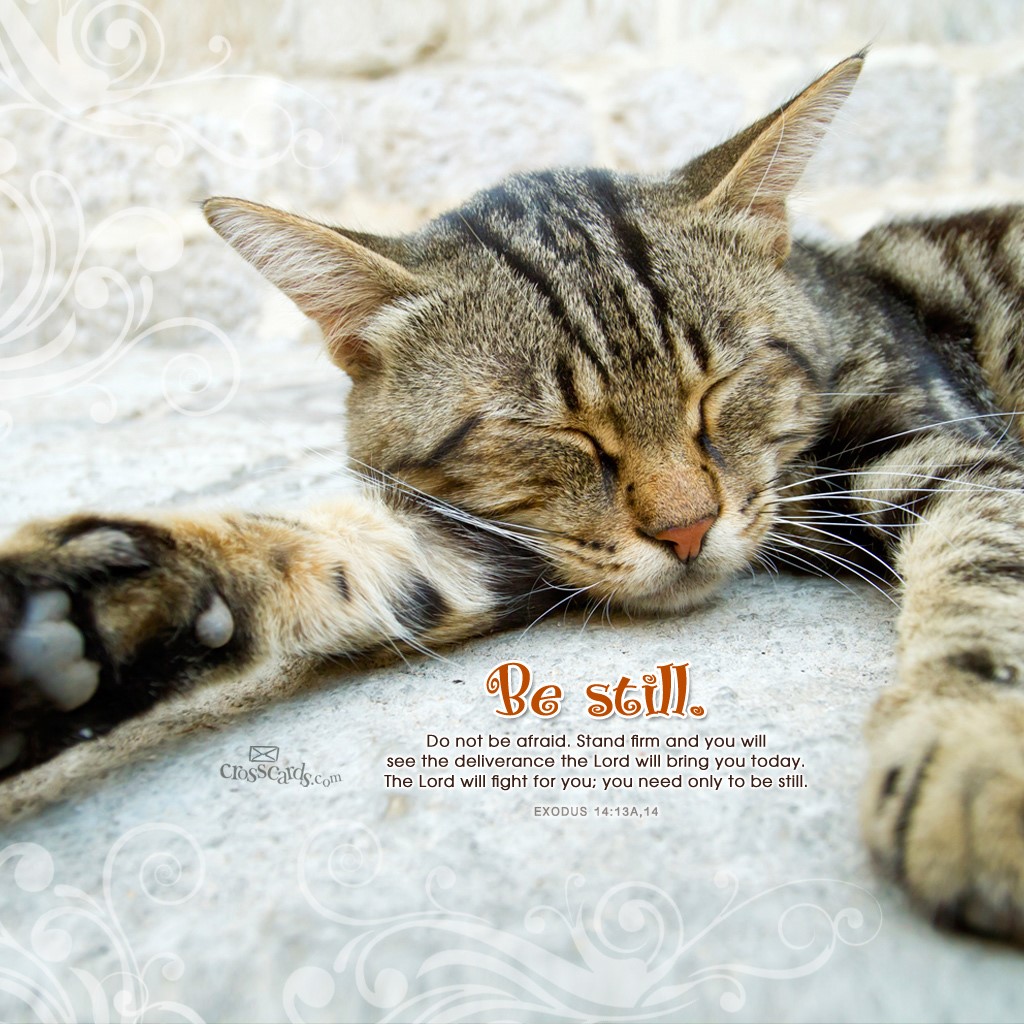 Be still.
Do not be afraid. Stand firm and you will
see the deliverance the Lord will bring you today.
The Lord will fight for you; you need only to be still.
EXODUS 14:13A,14
crosscards.com